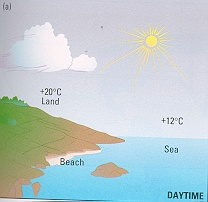 (a)
+20°C
Land
+12°C
Sea
Beach
DAYTIME